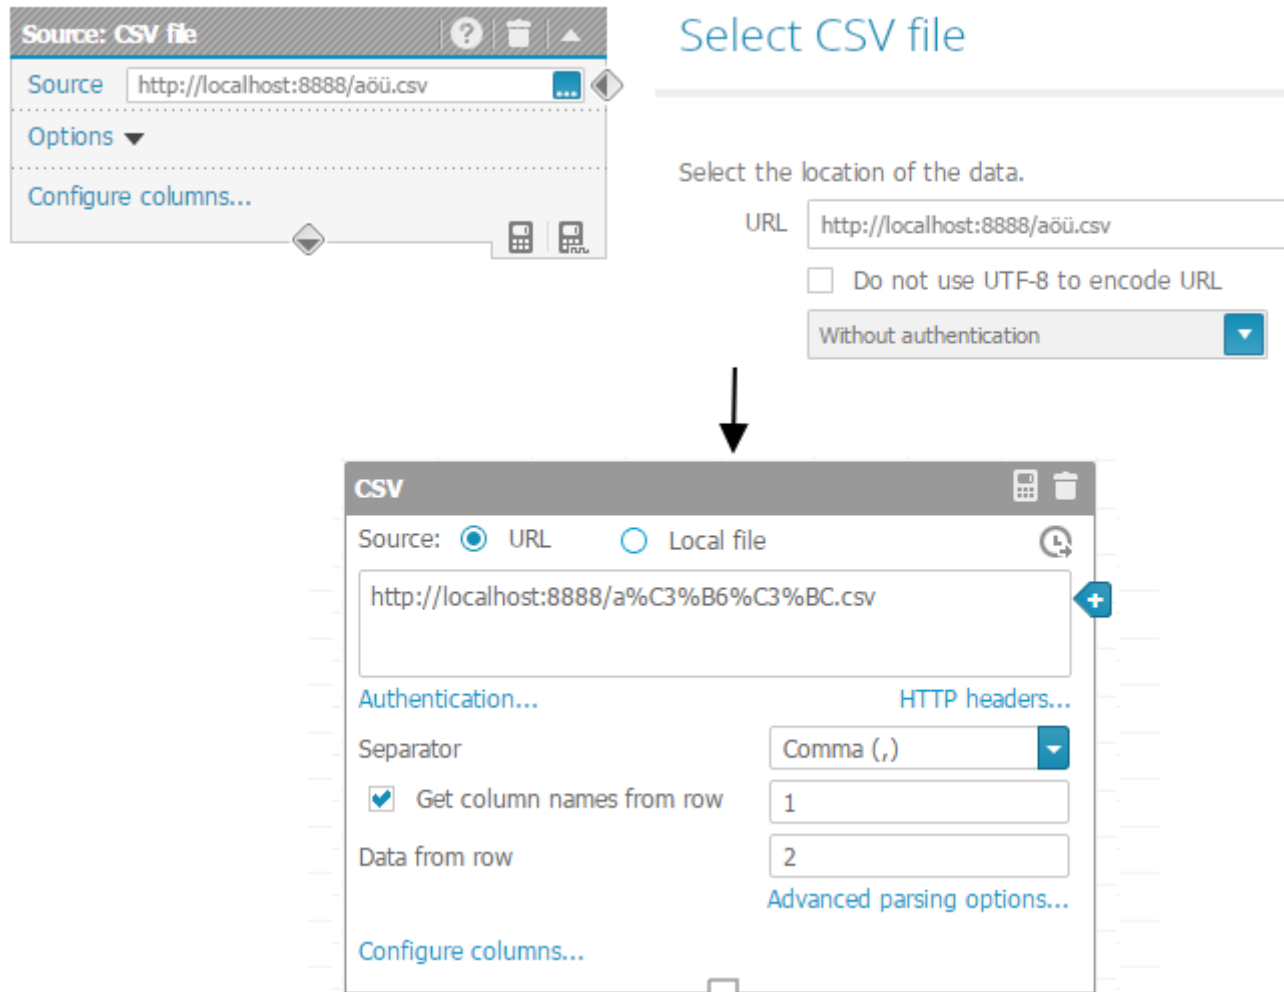 Source: CSV file
Source http://localhost:8888/aöü.csv ...
Options
Configure columns...
Select CSV file
Select the location of the data.
URL http://localhost:8888/aöü.csv
Do not use UTF-8 to encode URL
Without authentication
CSV
Source: URL Local file
http://localhost:8888/a%C3%B6%C3%BC.csv
Authentication... HTTP headers...
Separator Comma (,)
Get column names from row 1
Data from row 2
Advanced parsing options...
Configure columns...